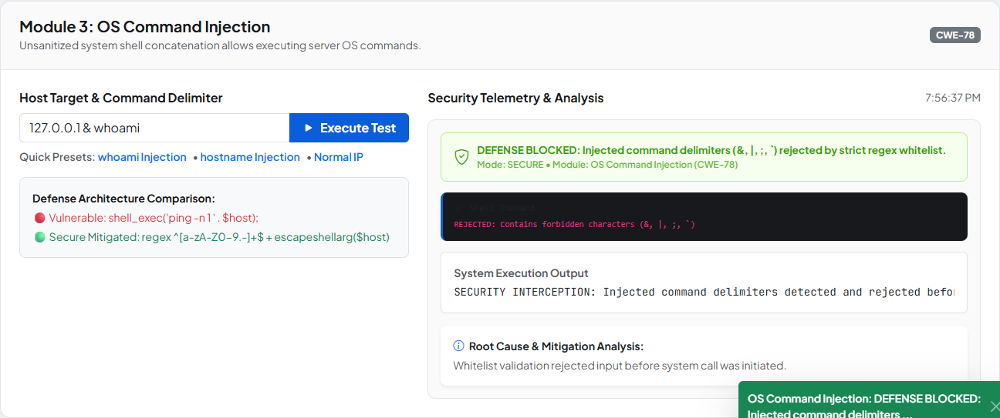 Module 3: OS Command Injection
Unsanitized system shell concatenation allows executing server OS commands.
CWE-78
Host Target & Command Delimiter
127.0.0.1 & whoami
Execute Test
Quick Presets: whoami Injection • hostname Injection • Normal IP
Defense Architecture Comparison:
Vulnerable: shell_exec('ping -n 1 ' . $host);
Secure Mitigated: regex ^[a-zA-Z0-9.-]+$ + escapeshellarg($host)
Security Telemetry & Analysis
7:56:37 PM
DEFENSE BLOCKED: Injected command delimiters (&, |, ;, `) rejected by strict regex whitelist.
Mode: SECURE • Module: OS Command Injection (CWE-78)
// Shell Command
REJECTED: Contains forbidden characters (&, |, ;, `)
System Execution Output
SECURITY INTERCEPTION: Injected command delimiters detected and rejected befor
Root Cause & Mitigation Analysis:
Whitelist validation rejected input before system call was initiated.
OS Command Injection: DEFENSE BLOCKED:
Injected command delimiters ...